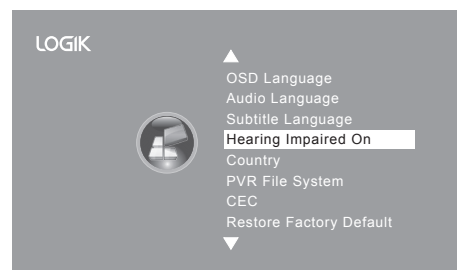 LOGIK
OSD Language
Audio Language
Subtitle Language
Hearing Impaired On
Country
PVR File System
CEC
Restore Factory Default